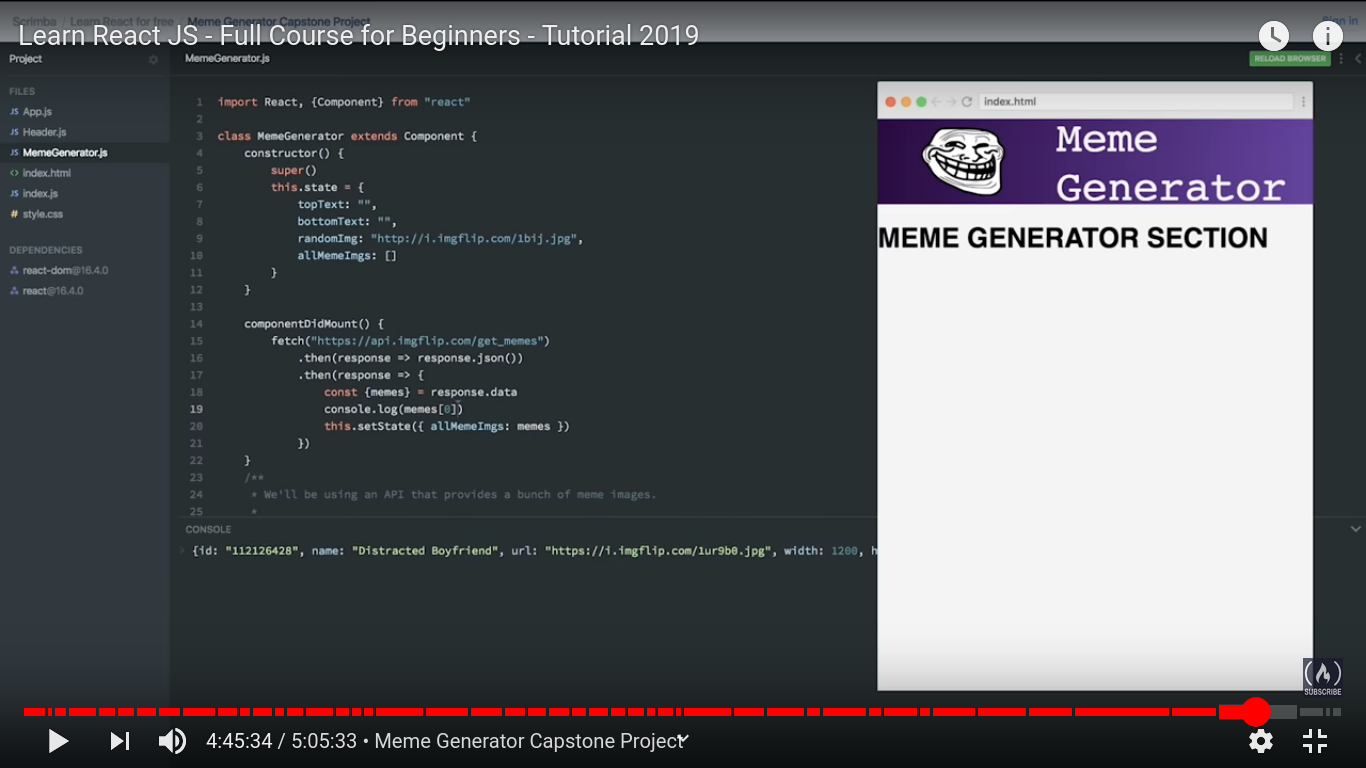 Scrimba / Learn React for free / Meme Generator Capstone Project
Sign in
Learn React JS - Full Course for Beginners - Tutorial 2019
Project
MemeGenerator.js
RELOAD BROWSER
FILES
JS App.js
JS Header.js
JS MemeGenerator.js
<> index.html
JS index.js
# style.css
DEPENDENCIES
react-dom@16.4.0
react@16.4.0
1 import React, {Component} from "react"
2
3 class MemeGenerator extends Component {
4 constructor() {
5 super()
6 this.state = {
7 topText: "",
8 bottomText: "",
9 randomImg: "http://i.imgflip.com/1bij.jpg",
10 allMemeImgs: []
11 }
12 }
13
14 componentDidMount() {
15 fetch("https://api.imgflip.com/get_memes")
16 .then(response => response.json())
17 .then(response => {
18 const {memes} = response.data
19 console.log(memes[0])
20 this.setState({ allMemeImgs: memes })
21 })
22 }
23 /**
24 * We'll be using an API that provides a bunch of meme images.
25 *
CONSOLE
{id: "112126428", name: "Distracted Boyfriend", url: "https://i.imgflip.com/1ur9b0.jpg", width: 1200, h
index.html
Meme
Generator
MEME GENERATOR SECTION
SUBSCRIBE
4:45:34 / 5:05:33 • Meme Generator Capstone Project